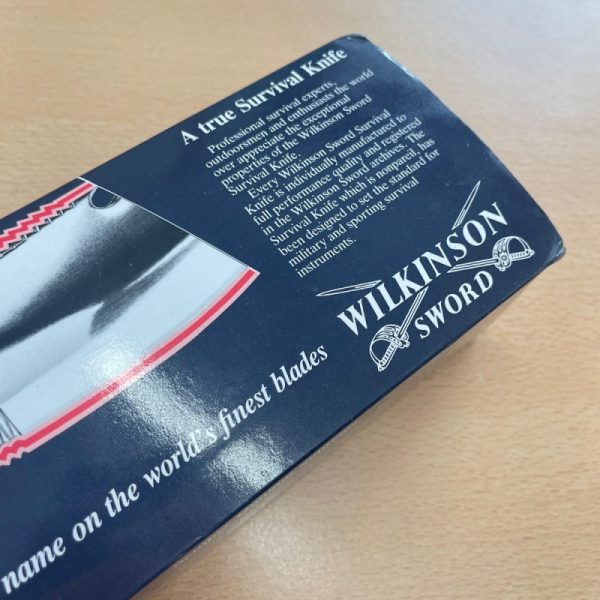 A true Survival Knife
Professional survival experts,
outdoorsmen and enthusiasts the world
over appreciate the exceptional
properties of the Wilkinson Sword
Survival Knife.
Every Wilkinson Sword Survival
Knife is individually manufactured to
full performance quality and registered
in the Wilkinson Sword archives. The
Survival Knife which is nonpareil, has
been designed to set the standard for
military and sporting survival
instruments.
WILKINSON
SWORD
name on the world's finest blades